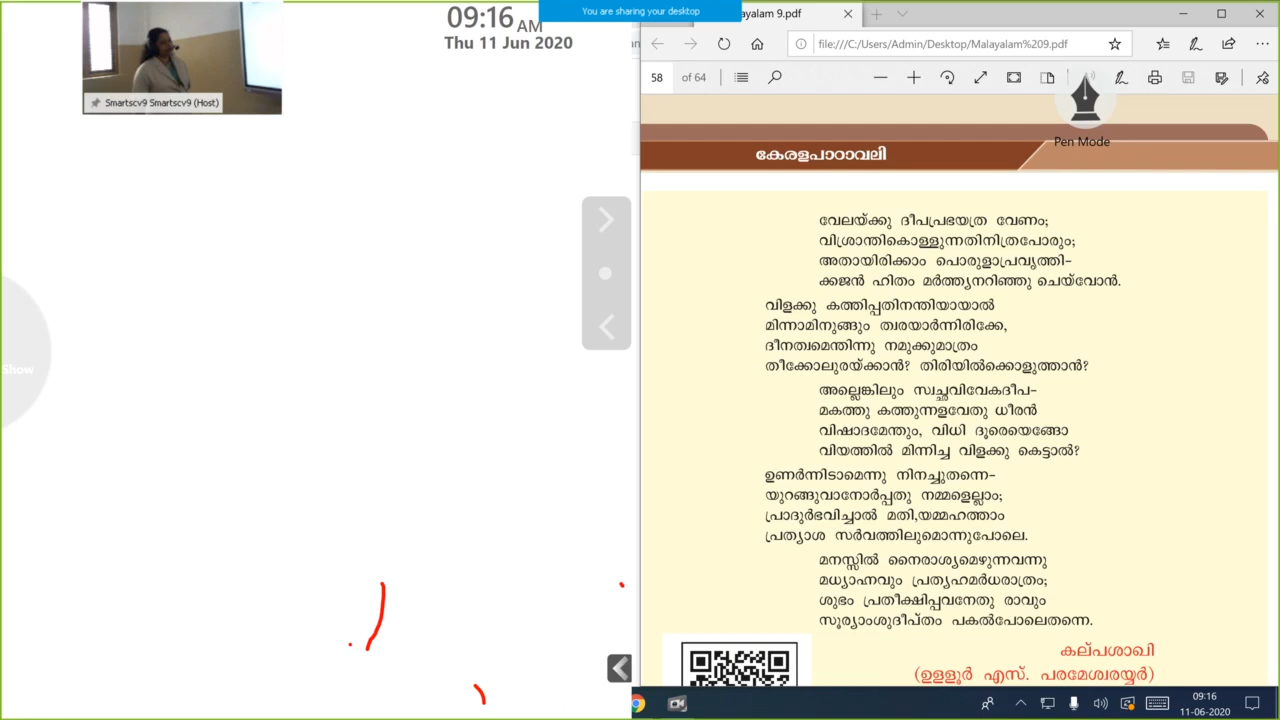 09:16 AM
Thu 11 Jun 2020
Smartscv9 Smartscv9 (Host)
You are sharing your desktop
ayalam 9.pdf
file:///C:/Users/Admin/Desktop/Malayalam%209.pdf
58 of 64
Pen Mode
കേരളപാഠാവലി
വേലയ്ക്കു ദീപപ്രഭയത്ര വേണം;
വിശ്രാന്തികൊള്ളുന്നതിനിത്രപോരും;
അതായിരിക്കാം പൊരുളാപ്രവൃത്തി-
ക്കജൻ ഹിതം മർത്ത്യനറിഞ്ഞു ചെയ്‌വോൻ.
വിളക്കു കത്തിപ്പതിനന്തിയായാൽ
മിന്നാമിനുങ്ങും ത്വരയാർന്നിരിക്കേ,
ദീനത്വമെന്തിന്നു നമുക്കുമാത്രം
തീക്കോലുരയ്ക്കാൻ? തിരിയിൽക്കൊളുത്താൻ?
അല്ലെങ്കിലും സ്വച്ഛവിവേകദീപ-
മകത്തു കത്തുന്നളവേതു ധീരൻ
വിഷാദമേന്തും, വിധി ദൂരെയെങ്ങോ
വിയത്തിൽ മിന്നിച്ച വിളക്കു കെട്ടാൽ?
ഉണർന്നിടാമെന്നു നിനച്ചുതന്നെ-
യുറങ്ങുവാനോർപ്പതു നമ്മളെല്ലാം;
പ്രാദുർഭവിച്ചാൽ മതി,യമ്മഹത്താം
പ്രത്യാശ സർവത്തിലുമൊന്നുപോലെ.
മനസ്സിൽ നൈരാശ്യമെഴുന്നവന്നു
മധ്യാഹ്നവും പ്രത്യഹമർധരാത്രം;
ശുഭം പ്രതീക്ഷിപ്പവനേതു രാവും
സൂര്യാംശുദീപ്തം പകൽപോലെതന്നെ.
കല്പശാഖി
(ഉള്ളൂർ എസ്. പരമേശ്വരയ്യർ)
Show
09:16
11-06-2020